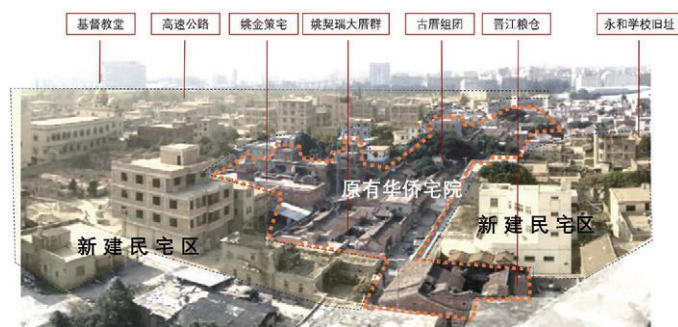 基督教堂
高速公路
姚金策宅
姚契瑞大厝群
古厝组团
晋江粮仓
永和学校旧址
原有华侨宅院
新建民宅区
新建民宅区